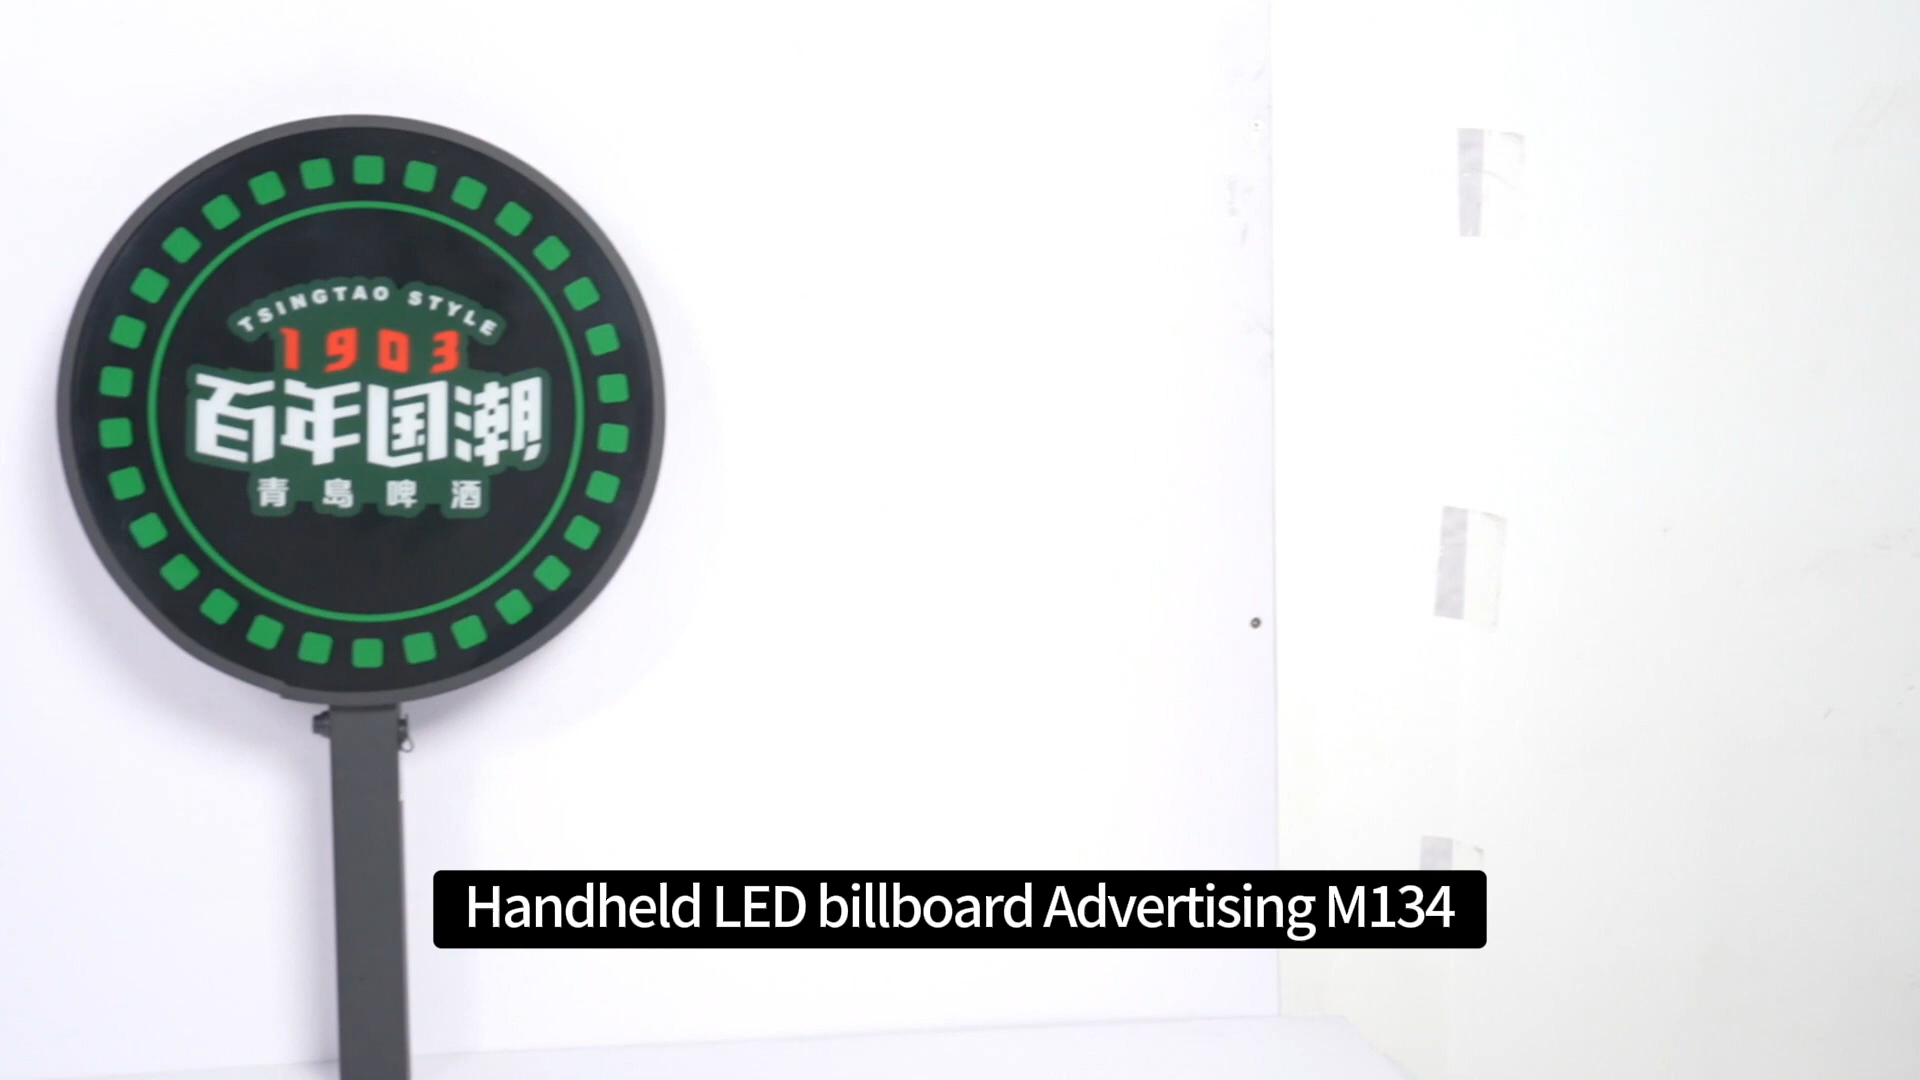 TSINGTAO STYLE
1903
百年国潮
青島啤酒
Handheld LED billboard Advertising M134